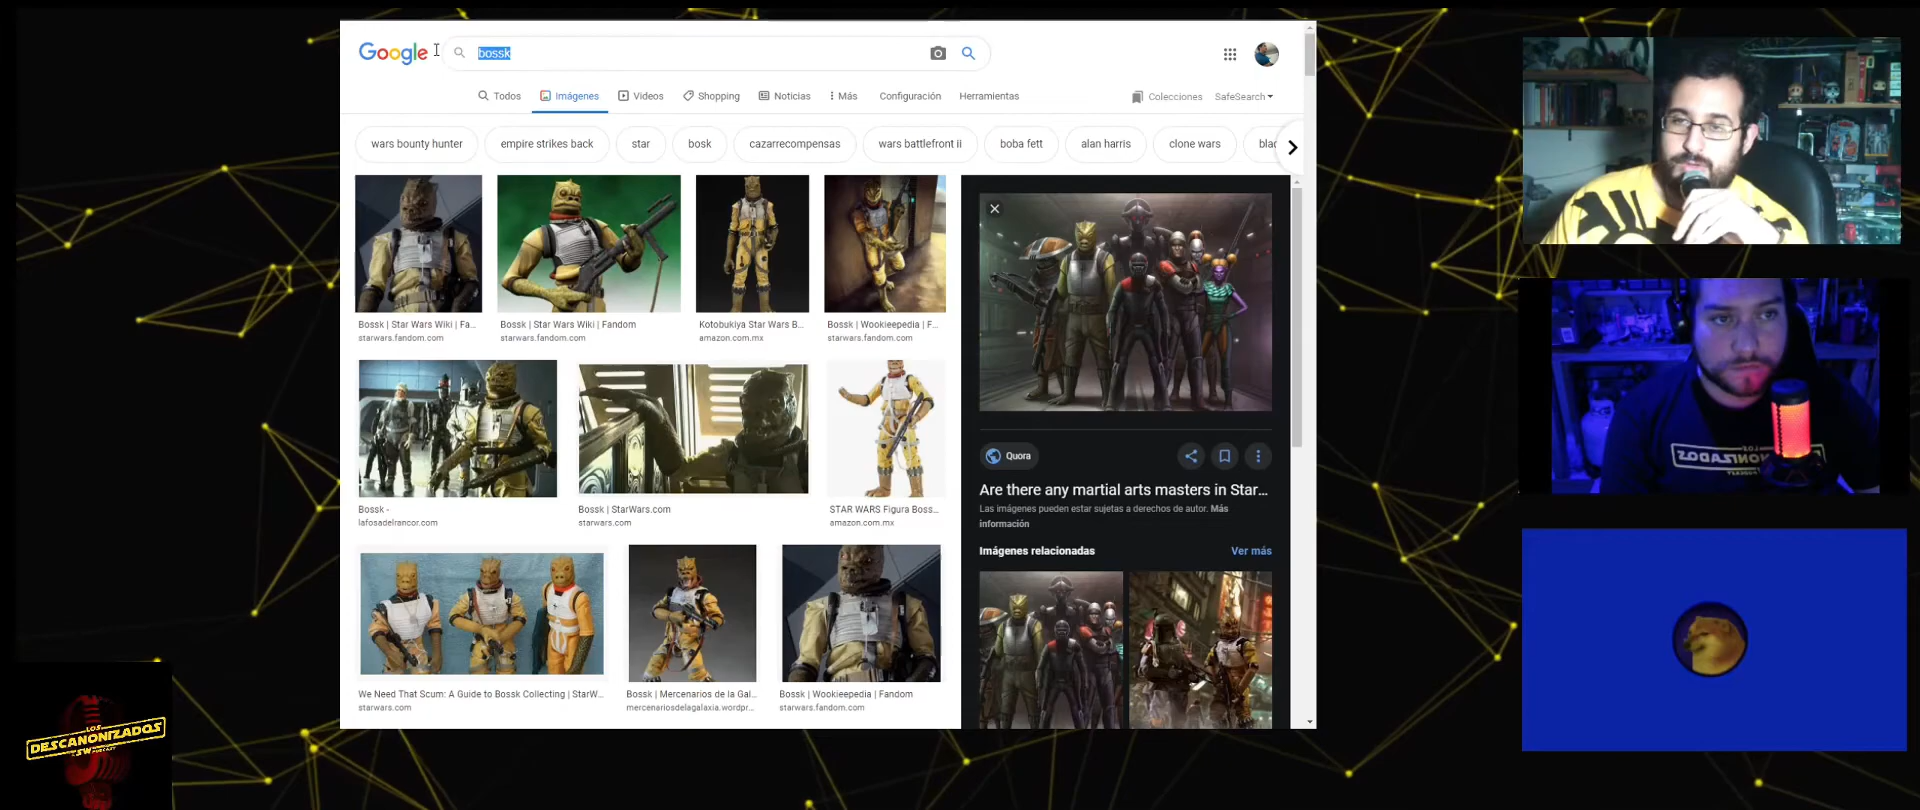 Google
bossk
Todos
Imágenes
Videos
Shopping
Noticias
Más
Configuración
Herramientas
Colecciones
SafeSearch
wars bounty hunter
empire strikes back
star
bosk
cazarrecompensas
wars battlefront ii
boba fett
alan harris
clone wars
blac
Bossk | Star Wars Wiki | Fa...
starwars.fandom.com
Bossk | Star Wars Wiki | Fandom
starwars.fandom.com
Kotobukiya Star Wars B...
amazon.com.mx
Bossk | Wookieepedia | F...
starwars.fandom.com
Bossk -
lafosadelrancor.com
Bossk | StarWars.com
starwars.com
STAR WARS Figura Boss...
amazon.com.mx
We Need That Scum: A Guide to Bossk Collecting | StarW...
starwars.com
Bossk | Mercenarios de la Gal...
mercenariosdelagalaxia.wordpr...
Bossk | Wookieepedia | Fandom
starwars.fandom.com
Quora
Are there any martial arts masters in Star...
Las imágenes pueden estar sujetas a derechos de autor. Más
información
Imágenes relacionadas
Ver más
LOS
DESCANONIZADOS
SW PODCAST